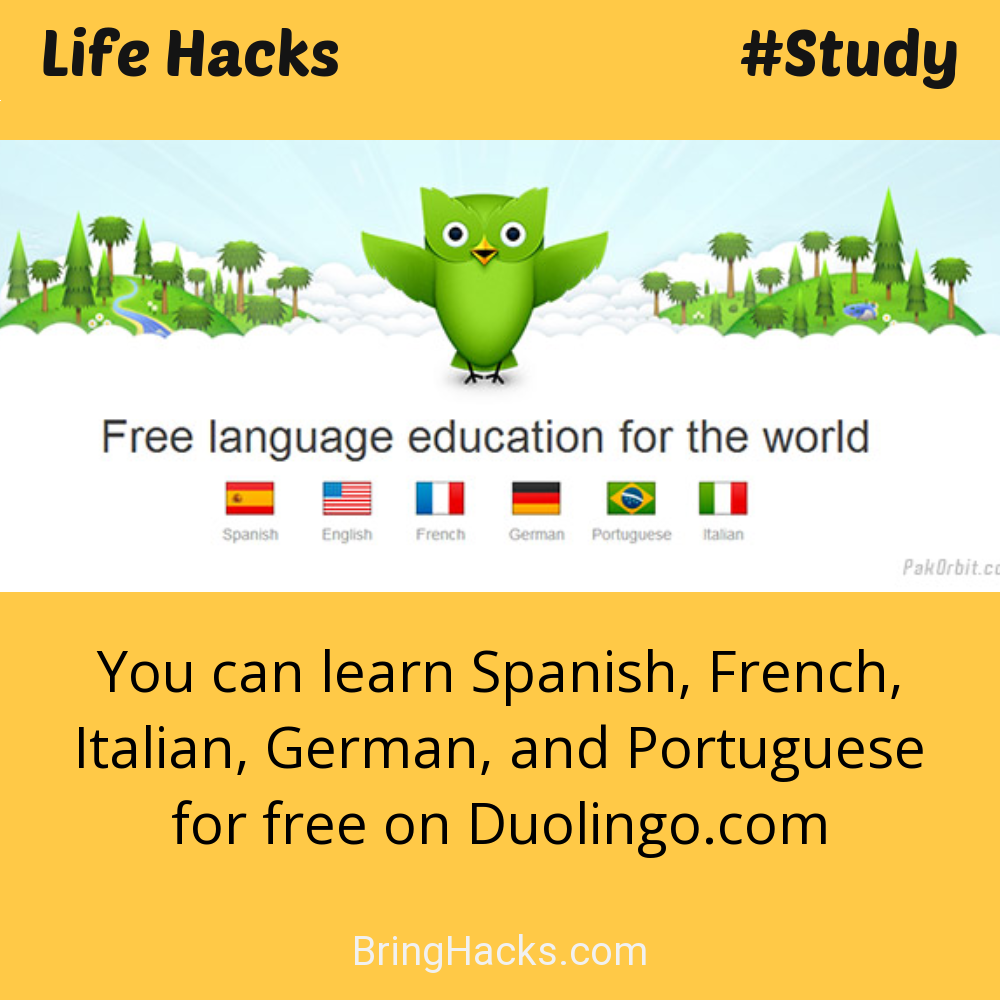 Life Hacks
#Study
Free language education for the world
Spanish English French German Portuguese Italian
PakOrbit.co
You can learn Spanish, French,
Italian, German, and Portuguese
for free on Duolingo.com
BringHacks.com